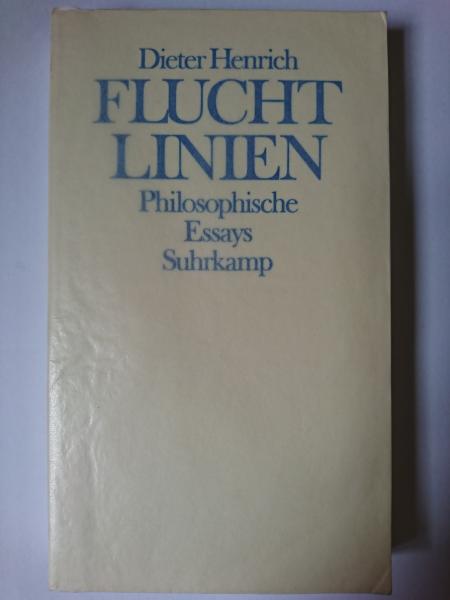 Dieter Henrich
FLUCHT
LINIEN
Philosophische
Essays
Suhrkamp